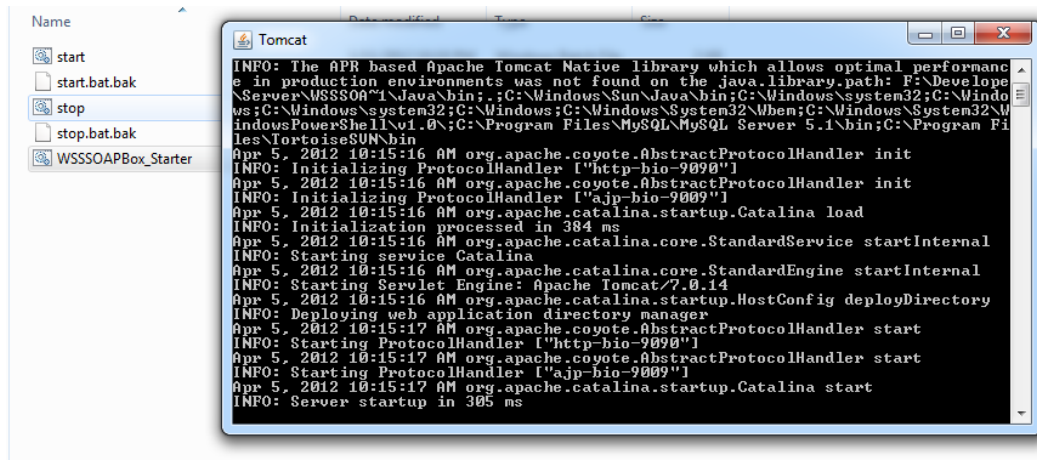 Name
start
start.bat.bak
stop
stop.bat.bak
WSSSOAPBox_Starter
Tomcat
INFO: The APR based Apache Tomcat Native library which allows optimal performanc
e in production environments was not found on the java.library.path: F:\Develope
\Server\WSSSOA~1\Java\bin;.;C:\Windows\Sun\Java\bin;C:\Windows\system32;C:\Windo
ws;C:\Windows\system32;C:\Windows;C:\Windows\System32\Wbem;C:\Windows\System32\W
indowsPowerShell\v1.0\;C:\Program Files\MySQL\MySQL Server 5.1\bin;C:\Program Fi
les\TortoiseSVN\bin
Apr 5, 2012 10:15:16 AM org.apache.coyote.AbstractProtocolHandler init
INFO: Initializing ProtocolHandler ["http-bio-9090"]
Apr 5, 2012 10:15:16 AM org.apache.coyote.AbstractProtocolHandler init
INFO: Initializing ProtocolHandler ["ajp-bio-9009"]
Apr 5, 2012 10:15:16 AM org.apache.catalina.startup.Catalina load
INFO: Initialization processed in 384 ms
Apr 5, 2012 10:15:16 AM org.apache.catalina.core.StandardService startInternal
INFO: Starting service Catalina
Apr 5, 2012 10:15:16 AM org.apache.catalina.core.StandardEngine startInternal
INFO: Starting Servlet Engine: Apache Tomcat/7.0.14
Apr 5, 2012 10:15:16 AM org.apache.catalina.startup.HostConfig deployDirectory
INFO: Deploying web application directory manager
Apr 5, 2012 10:15:17 AM org.apache.coyote.AbstractProtocolHandler start
INFO: Starting ProtocolHandler ["http-bio-9090"]
Apr 5, 2012 10:15:17 AM org.apache.coyote.AbstractProtocolHandler start
INFO: Starting ProtocolHandler ["ajp-bio-9009"]
Apr 5, 2012 10:15:17 AM org.apache.catalina.startup.Catalina start
INFO: Server startup in 305 ms